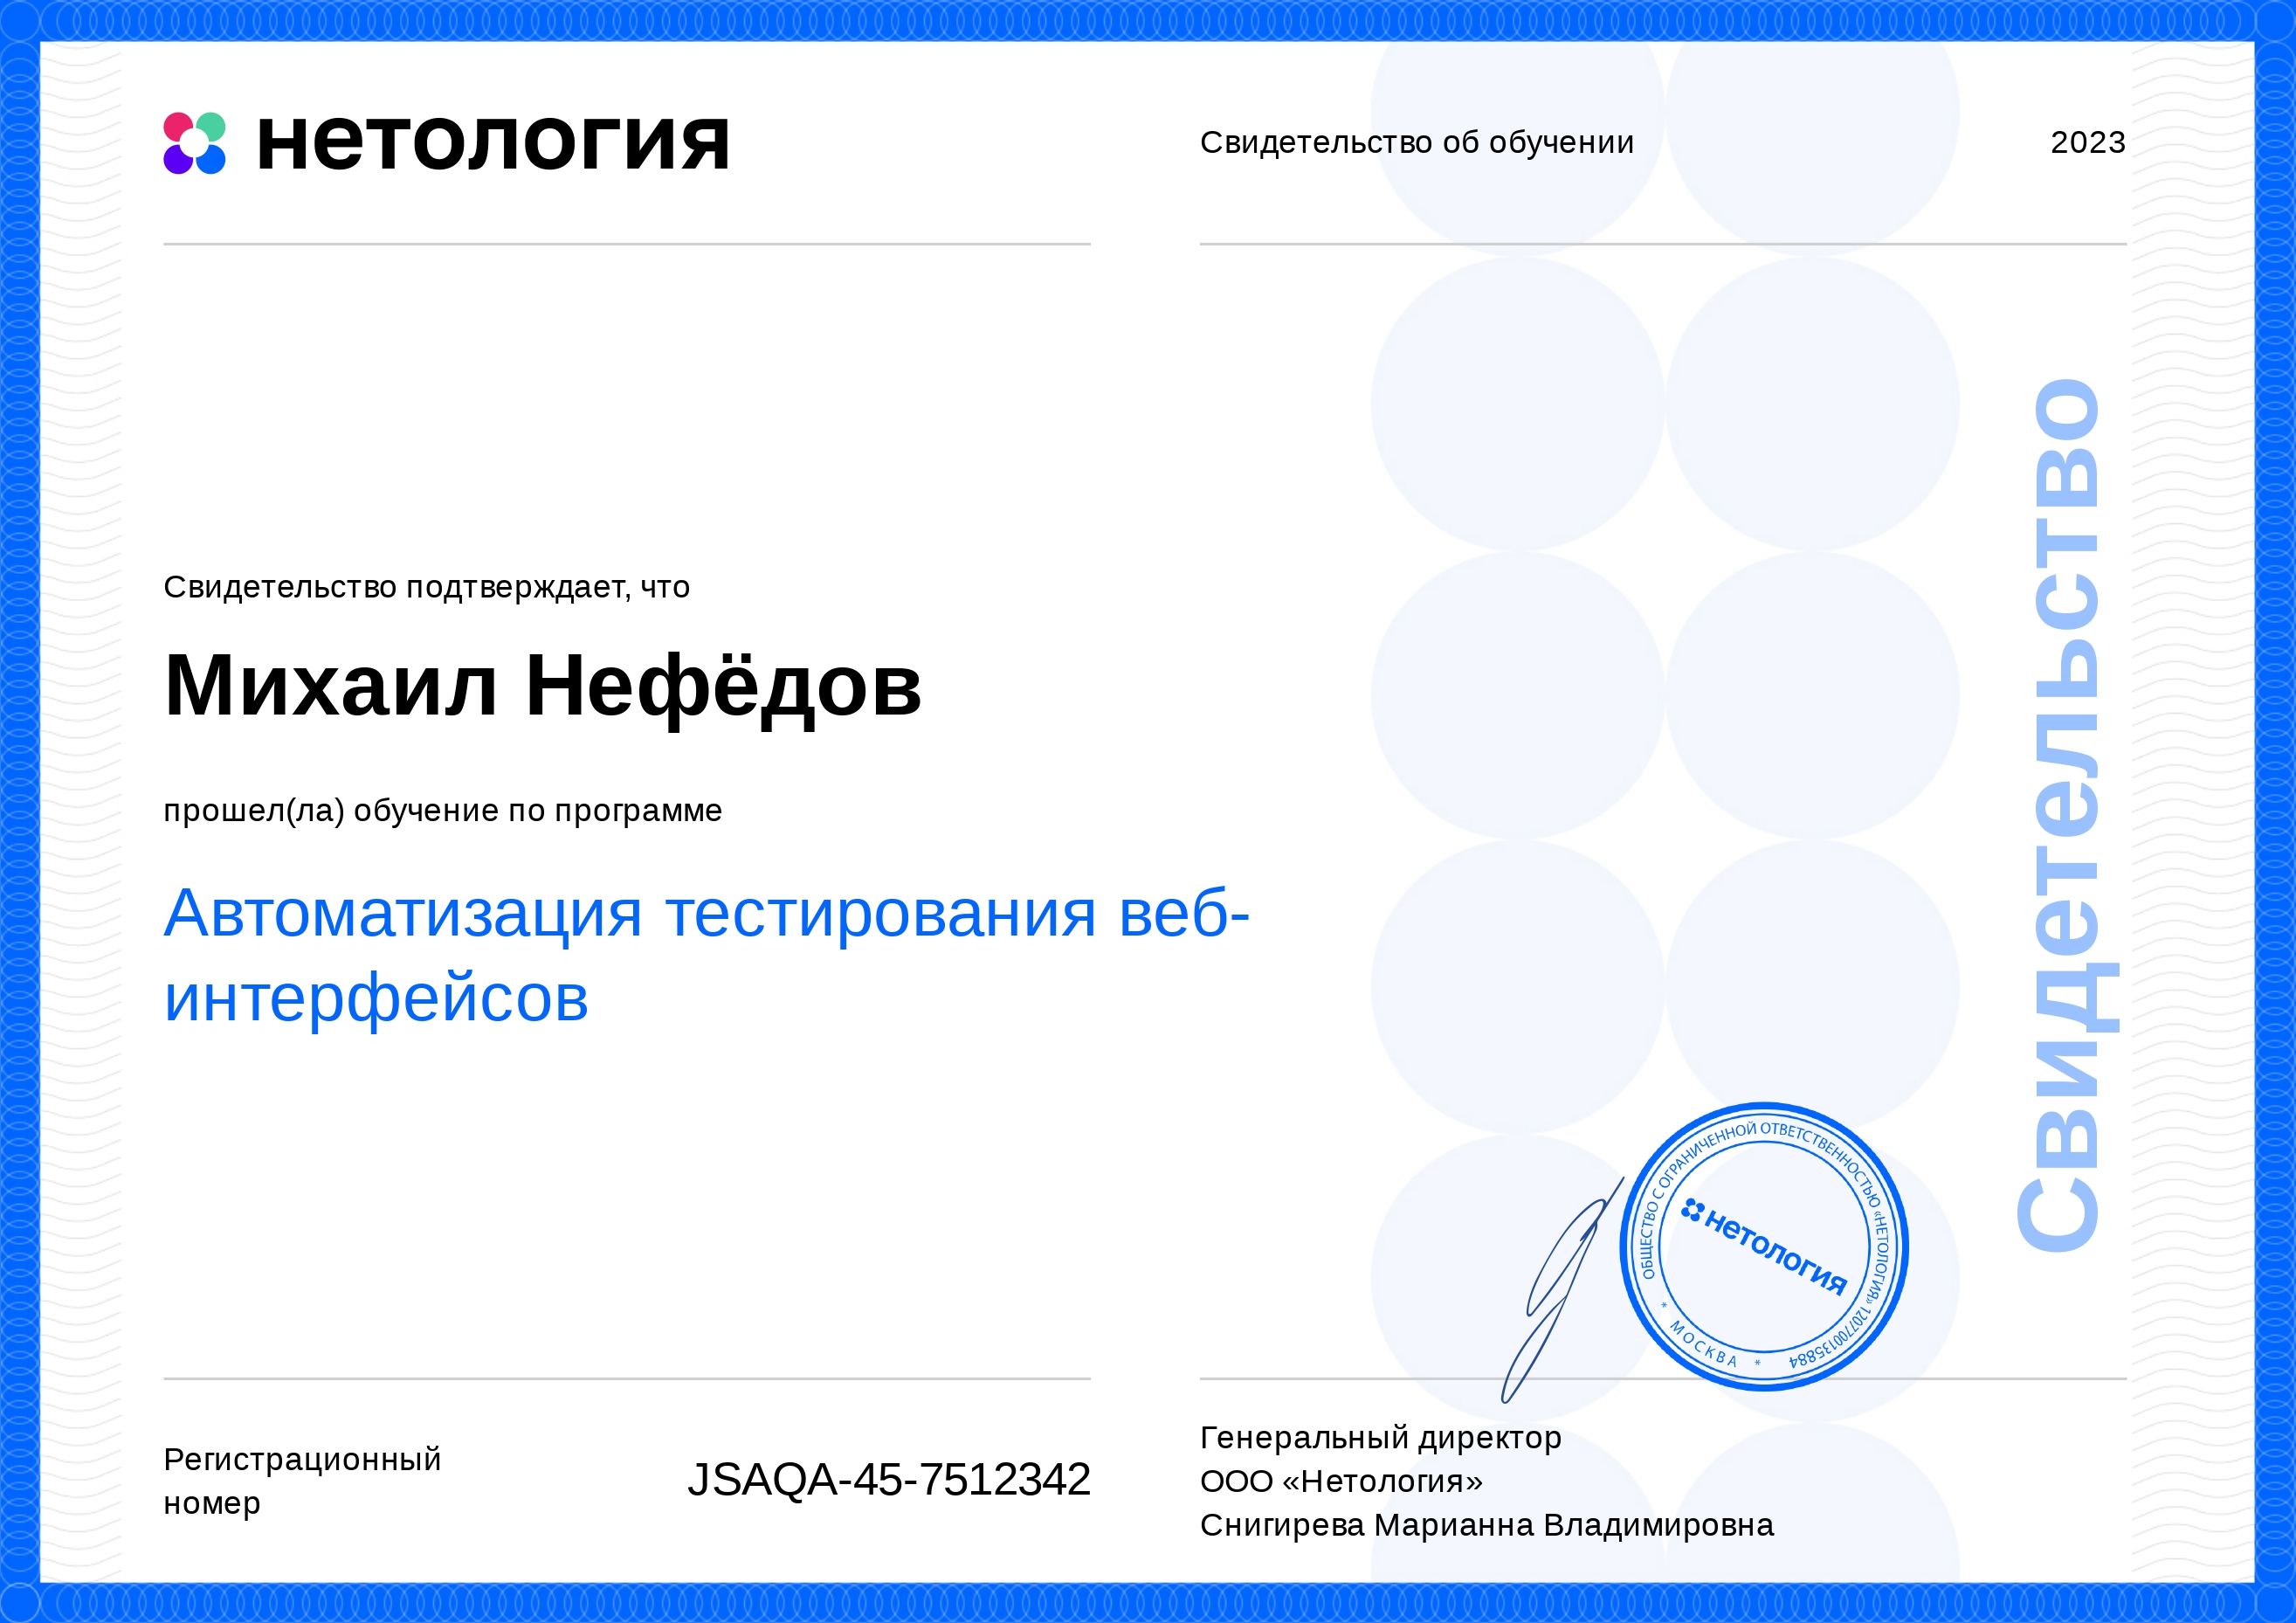 нетология
Свидетельство об обучении
2023
Свидетельство подтверждает, что
Михаил Нефёдов
прошел(ла) обучение по программе
Автоматизация тестирования веб-
интерфейсов
Свидетельство
ОБЩЕСТВО С ОГРАНИЧЕННОЙ ОТВЕТСТВЕННОСТЬЮ «НЕТОЛОГИЯ» 1207700135884
* МОСКВА *
нетология
Регистрационный
номер
JSAQA-45-7512342
Генеральный директор
ООО «Нетология»
Снигирева Марианна Владимировна